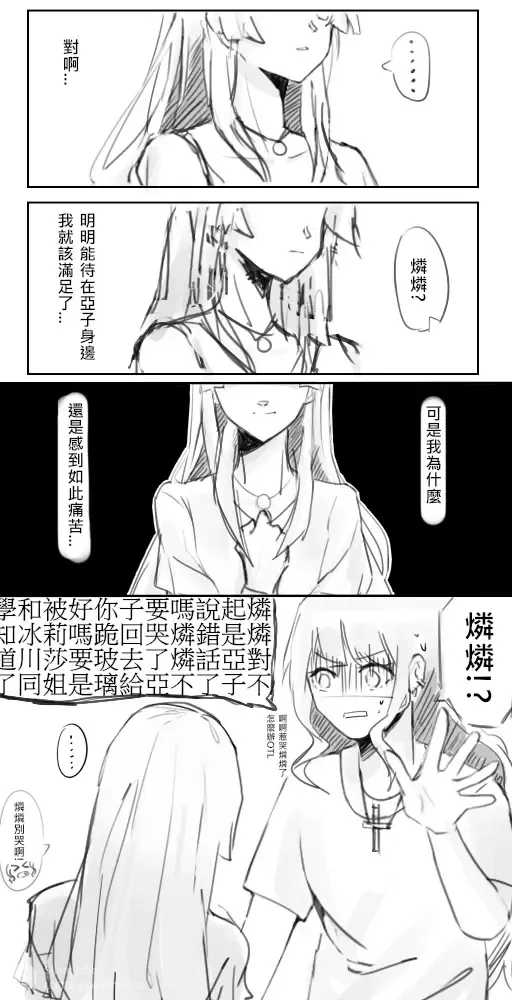 ......
對啊...
燐燐?
明明能待在亞子身邊
我就該滿足了...
可是我為什麼
還是感到如此痛苦...
燐燐!?
燐燐對不
起是亞子
說錯話了
嗎燐燐不
要哭了亞
子回去給
你跪玻璃
好嗎要是
被莉莎姐
和冰川同
學知道了
啊啊惹哭燐燐了
怎麼辦OTL
......
燐燐別哭啊!